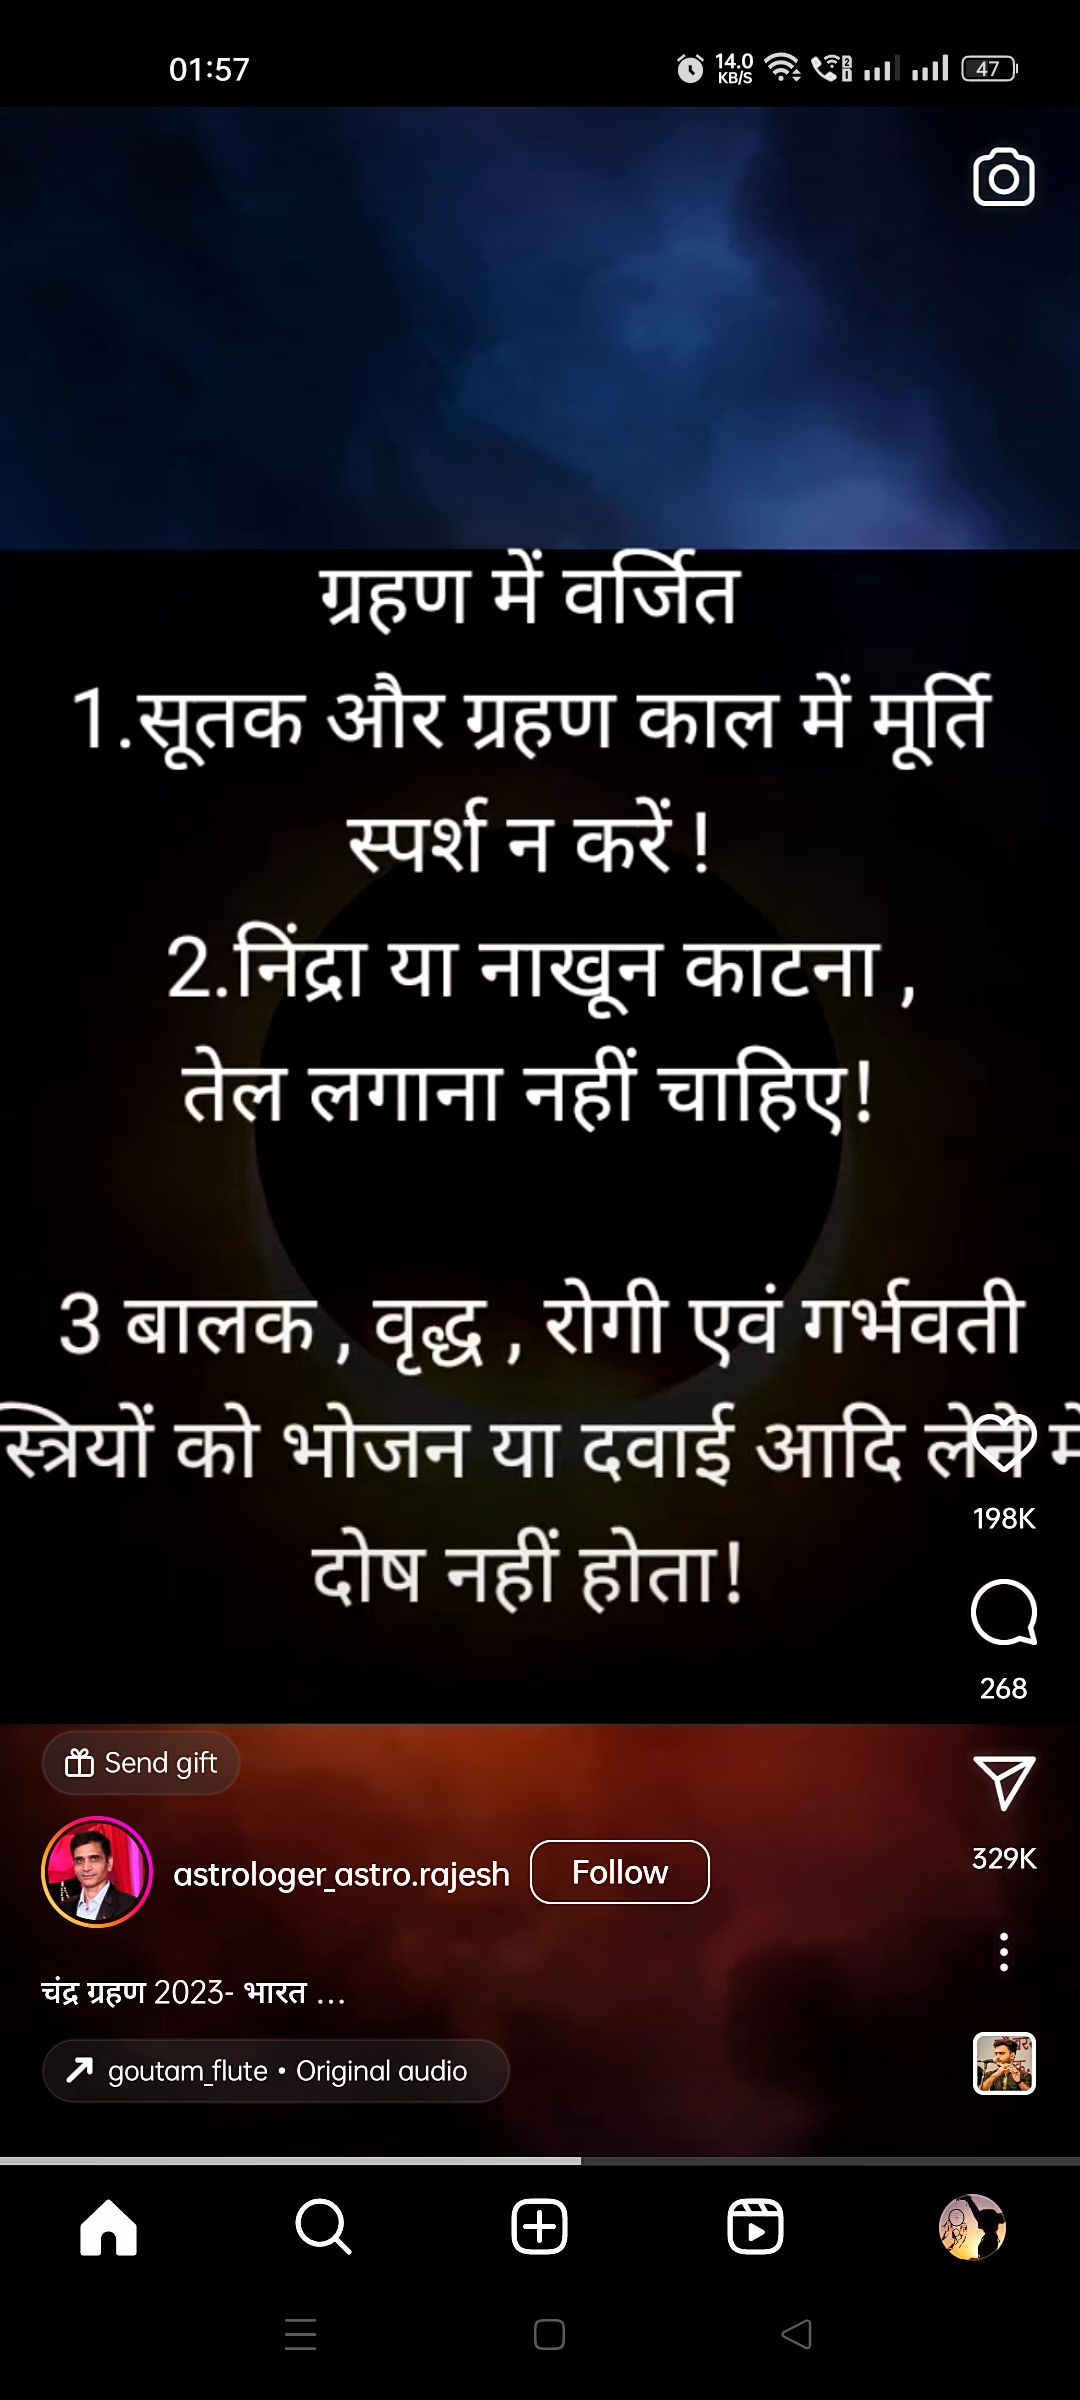 01:57
14.0
KB/S
2
1
47
ग्रहण में वर्जित
1.सूतक और ग्रहण काल में मूर्ति
स्पर्श न करें !
2.निंद्रा या नाखून काटना ,
तेल लगाना नहीं चाहिए!
3 बालक , वृद्ध , रोगी एवं गर्भवती
स्त्रियों को भोजन या दवाई आदि लेने में
दोष नहीं होता!
198K
268
Send gift
329K
astrologer_astro.rajesh
Follow
चंद्र ग्रहण 2023- भारत ...
goutam_flute • Original audio